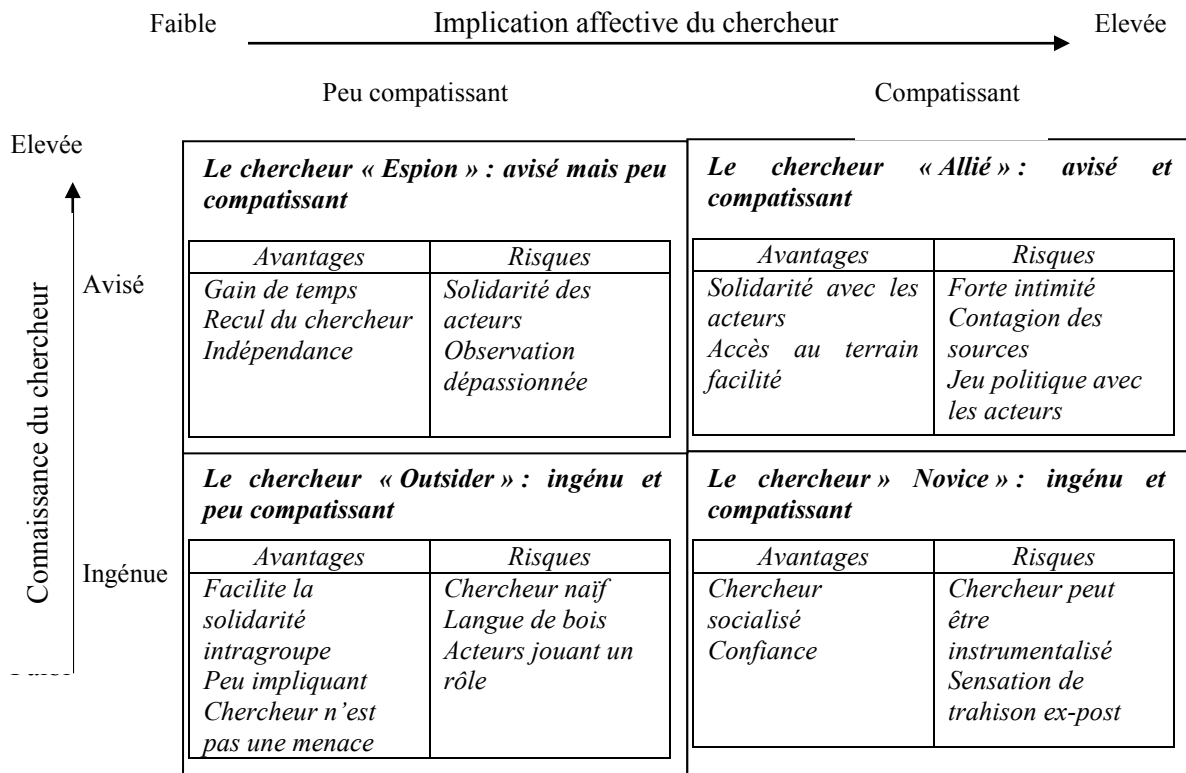 Faible Implication affective du chercheur Elevée
Peu compatissant Compatissant
Elevée
Connaissance du chercheur
Avisé
Le chercheur « Espion » : avisé mais peu
compatissant
Avantages
Gain de temps
Recul du chercheur
Indépendance
Risques
Solidarité des
acteurs
Observation
dépassionnée
Le chercheur « Allié » : avisé et
compatissant
Avantages
Solidarité avec les
acteurs
Accès au terrain
facilité
Risques
Forte intimité
Contagion des
sources
Jeu politique avec
les acteurs
Ingénue
Le chercheur « Outsider » : ingénu et
peu compatissant
Avantages
Facilite la
solidarité
intragroupe
Peu impliquant
Chercheur n’est
pas une menace
Risques
Chercheur naïf
Langue de bois
Acteurs jouant un
rôle
Le chercheur » Novice » : ingénu et
compatissant
Avantages
Chercheur
socialisé
Confiance
Risques
Chercheur peut
être
instrumentalisé
Sensation de
trahison ex-post